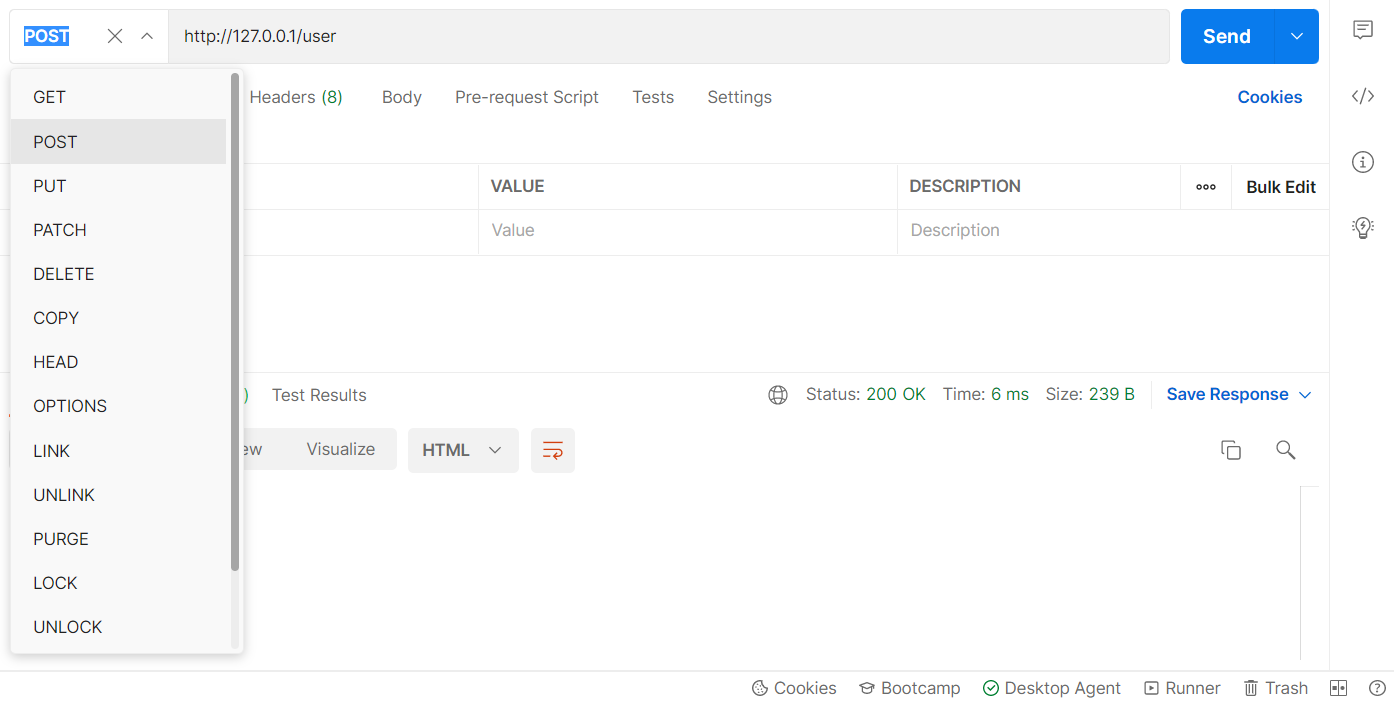 POST http://127.0.0.1/user Send
GET Headers (8) Body Pre-request Script Tests Settings Cookies
POST
PUT VALUE DESCRIPTION Bulk Edit
PATCH Value Description
DELETE
COPY
HEAD
) Test Results Status: 200 OK Time: 6 ms Size: 239 B Save Response
OPTIONS
LINK Visualize HTML
UNLINK
PURGE
LOCK
UNLOCK
Cookies Bootcamp Desktop Agent Runner Trash